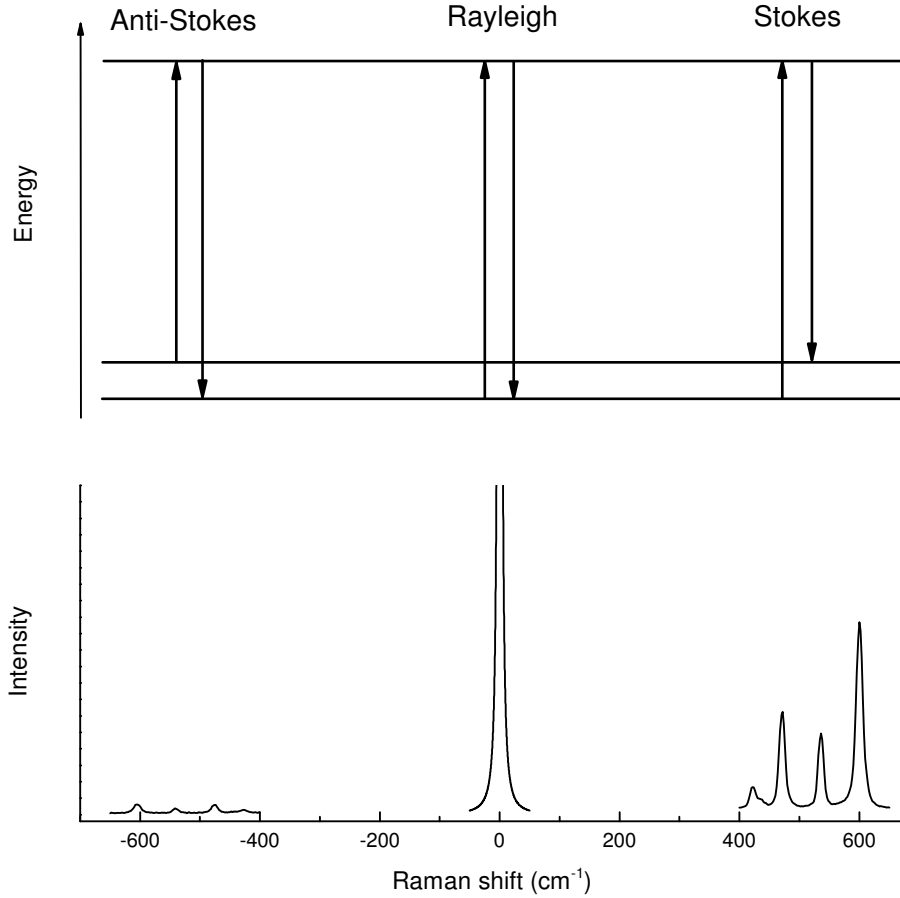 Anti-Stokes Rayleigh Stokes
Energy
Intensity
-600 -400 -200 0 200 400 600
Raman shift (cm⁻¹)